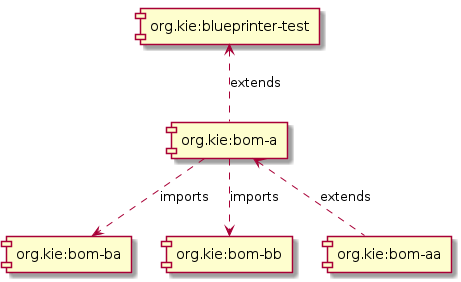 org.kie:blueprinter-test
extends
org.kie:bom-a
imports
imports
extends
org.kie:bom-ba
org.kie:bom-bb
org.kie:bom-aa